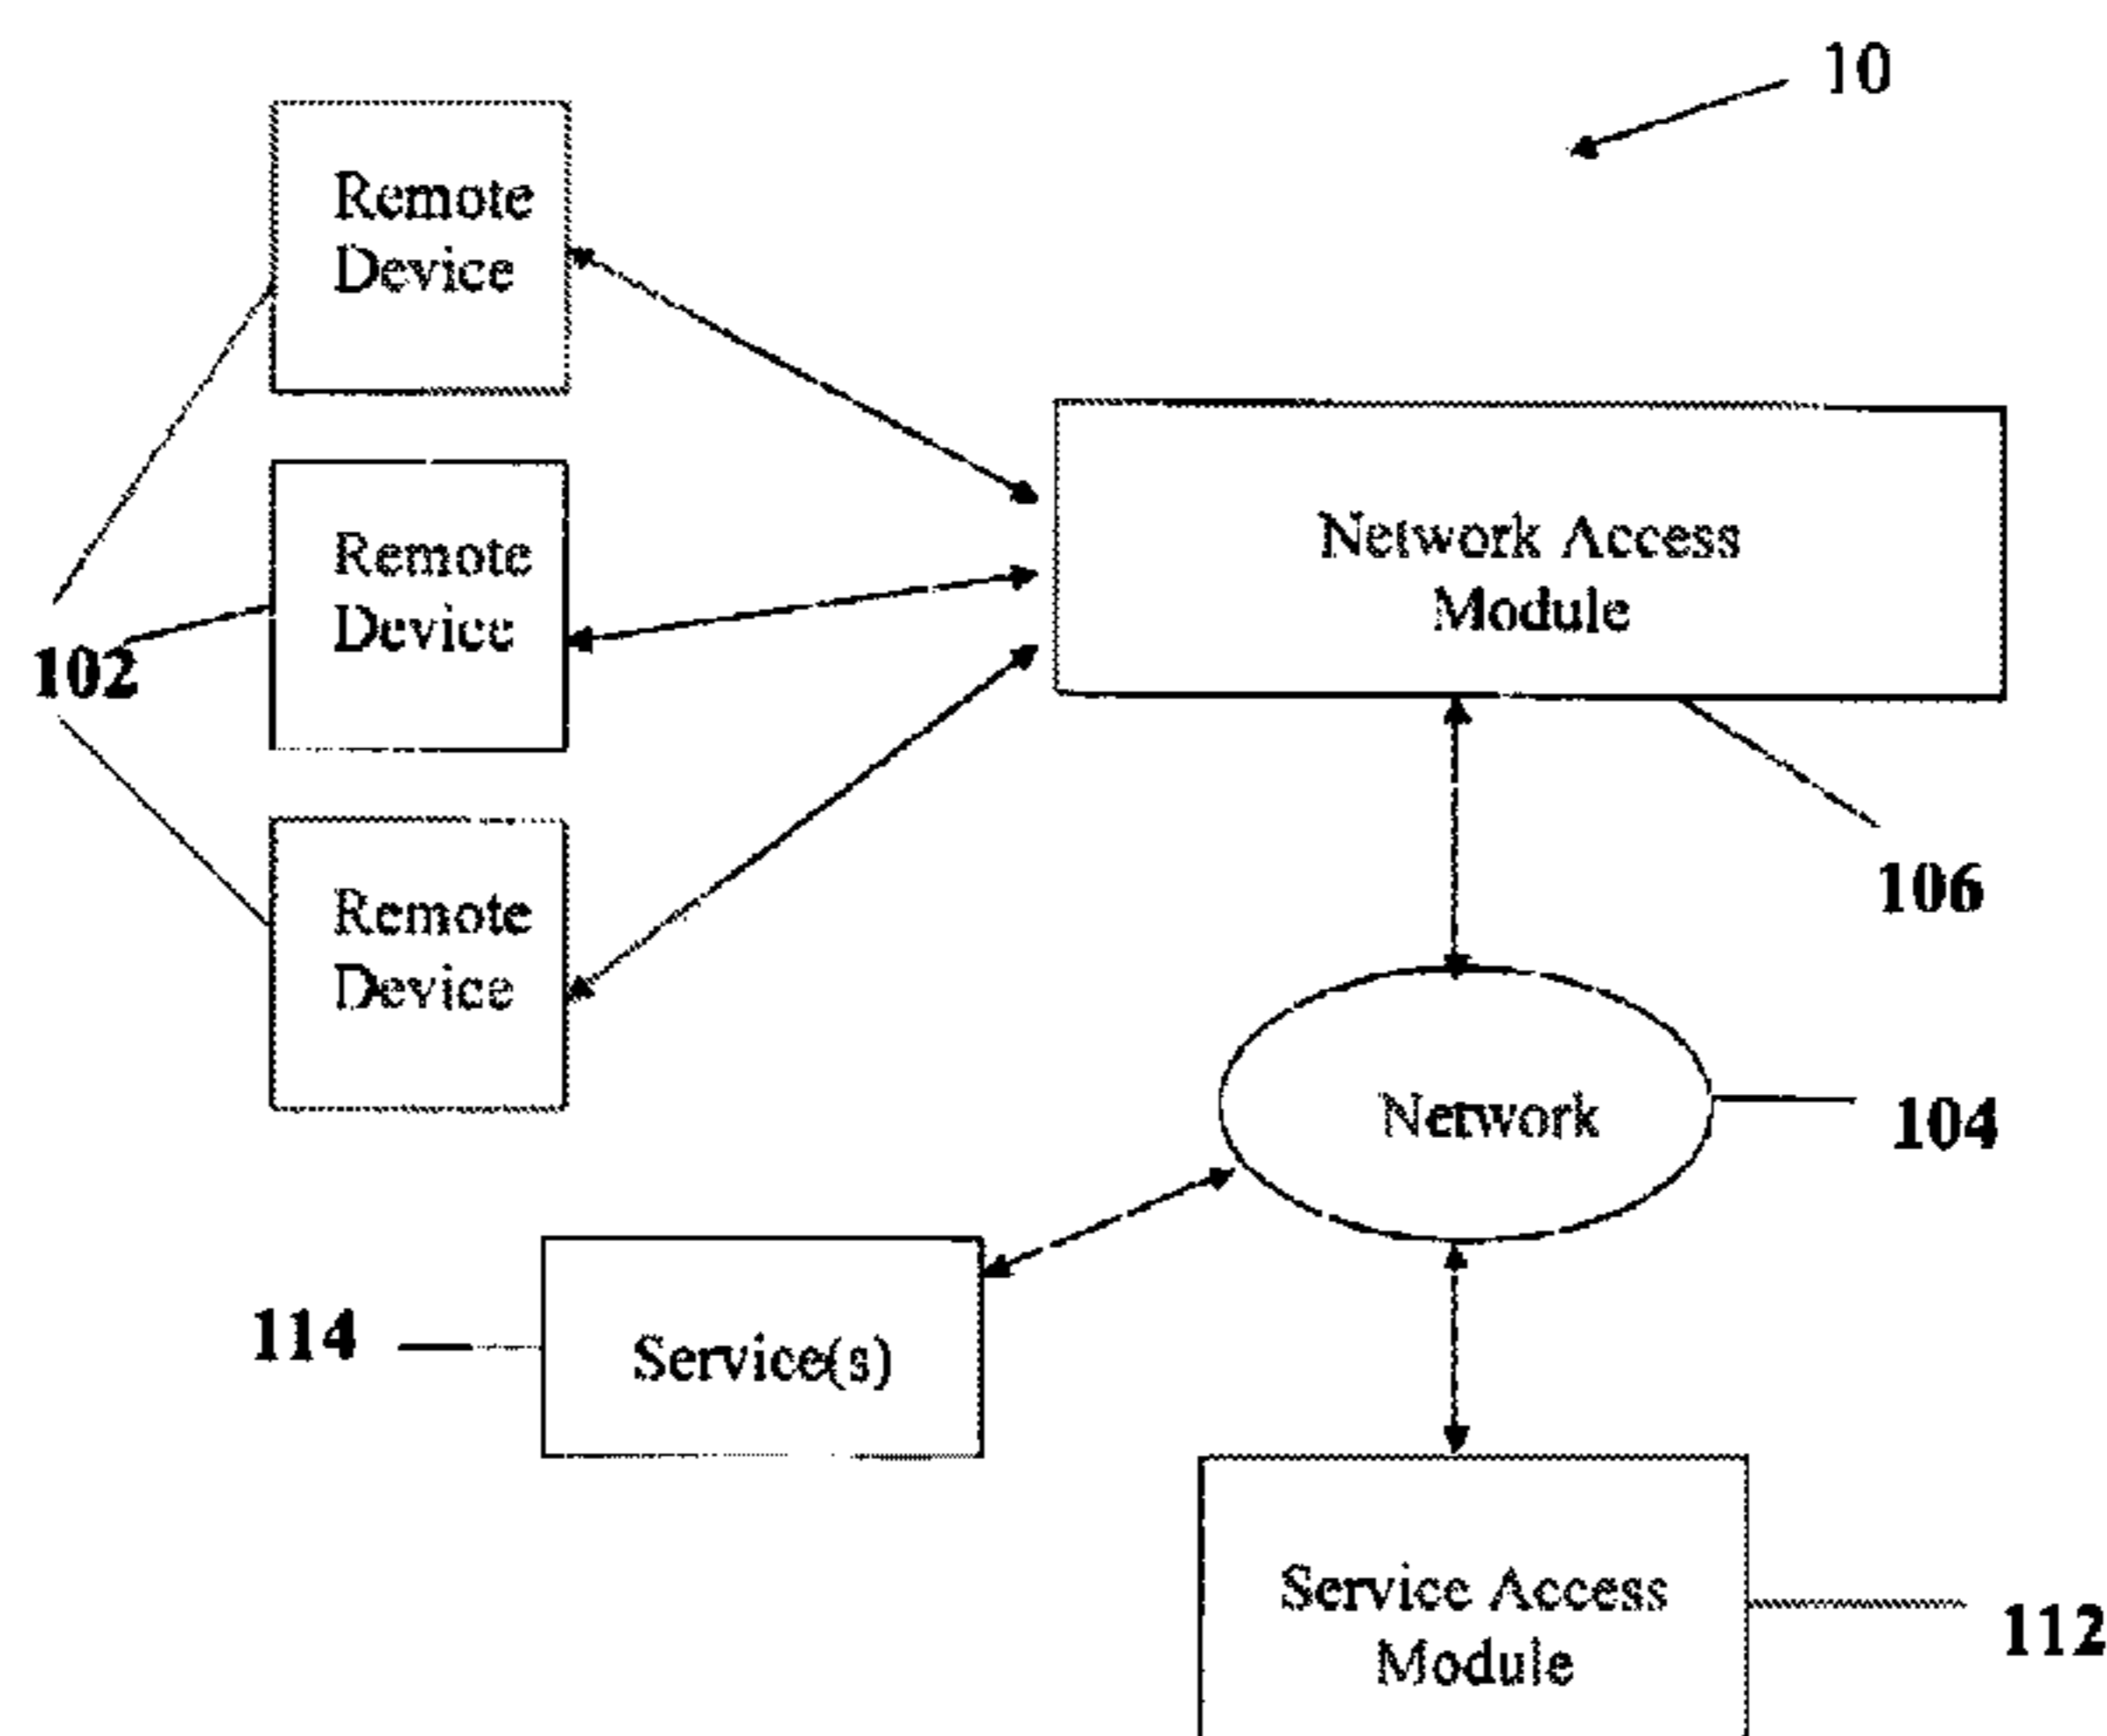 10
Remote
Device
Network Access
Module
Remote
Device
102
106
Remote
Device
Network
104
114
Service(s)
Service Access
Module
112